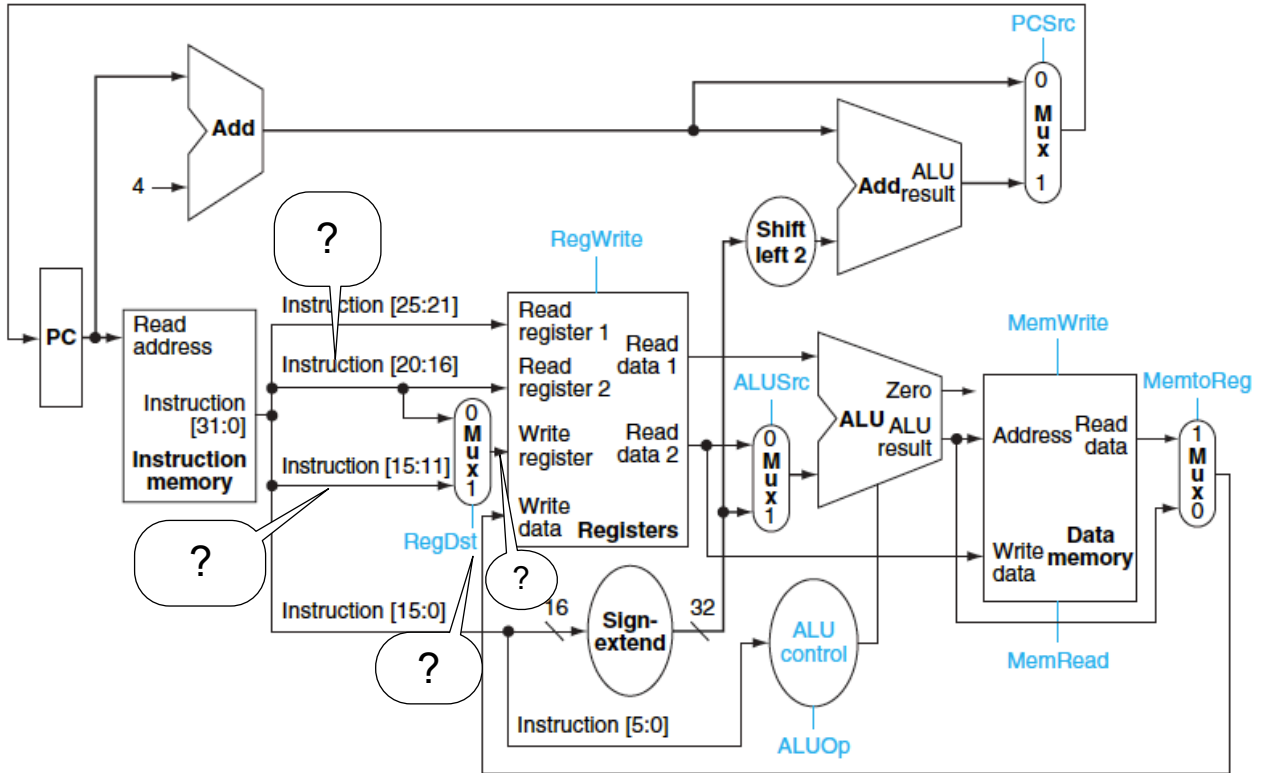 PCSrc
0
M
u
x
1
Add
4
Add
ALU
result
Shift
left 2
?
RegWrite
PC
Read
address
Instruction
[31:0]
Instruction
memory
Instruction [25:21]
Instruction [20:16]
Instruction [15:11]
Instruction [15:0]
0
M
u
x
1
RegDst
Read
register 1
Read
register 2
Write
register
Write
data
Read
data 1
Read
data 2
Registers
ALUSrc
0
M
u
x
1
Zero
ALU
ALU
result
MemWrite
Address
Read
data
Write
data
Data
memory
MemRead
MemtoReg
1
M
u
x
0
?
?
?
16
Sign-
extend
32
ALU
control
Instruction [5:0]
ALUOp